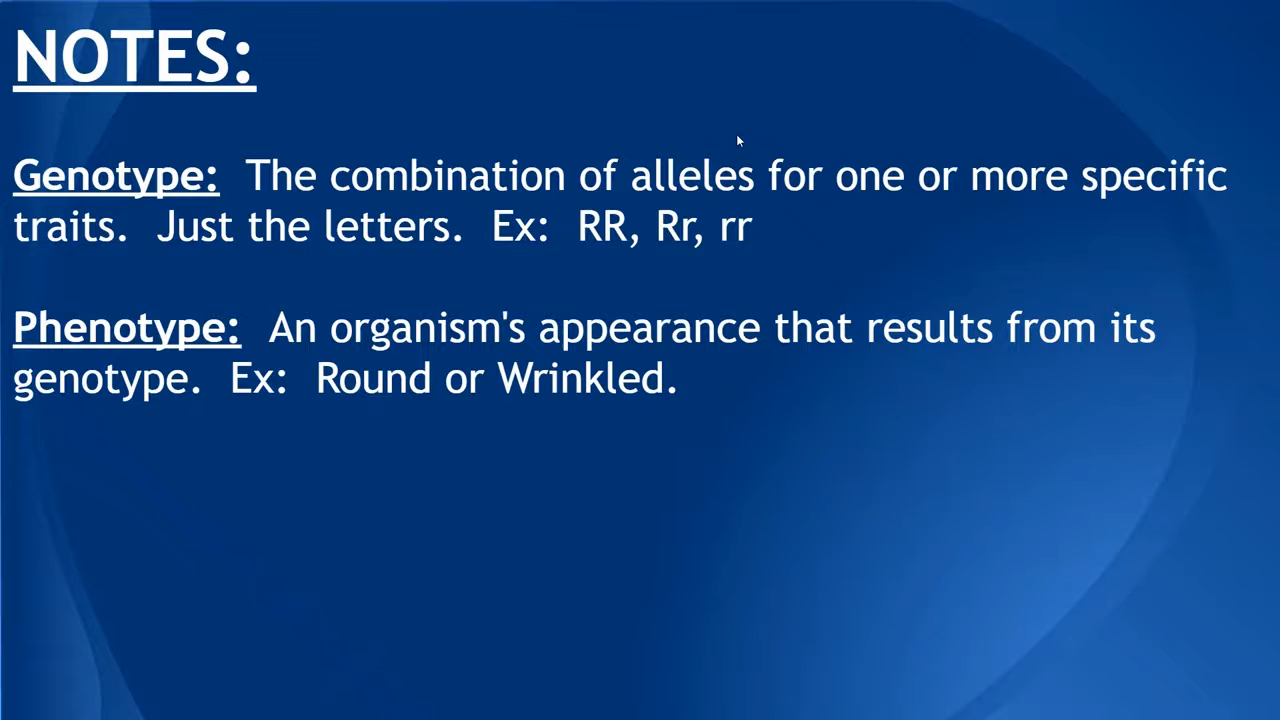 NOTES:
Genotype: The combination of alleles for one or more specific
traits. Just the letters. Ex: RR, Rr, rr
Phenotype: An organism's appearance that results from its
genotype. Ex: Round or Wrinkled.